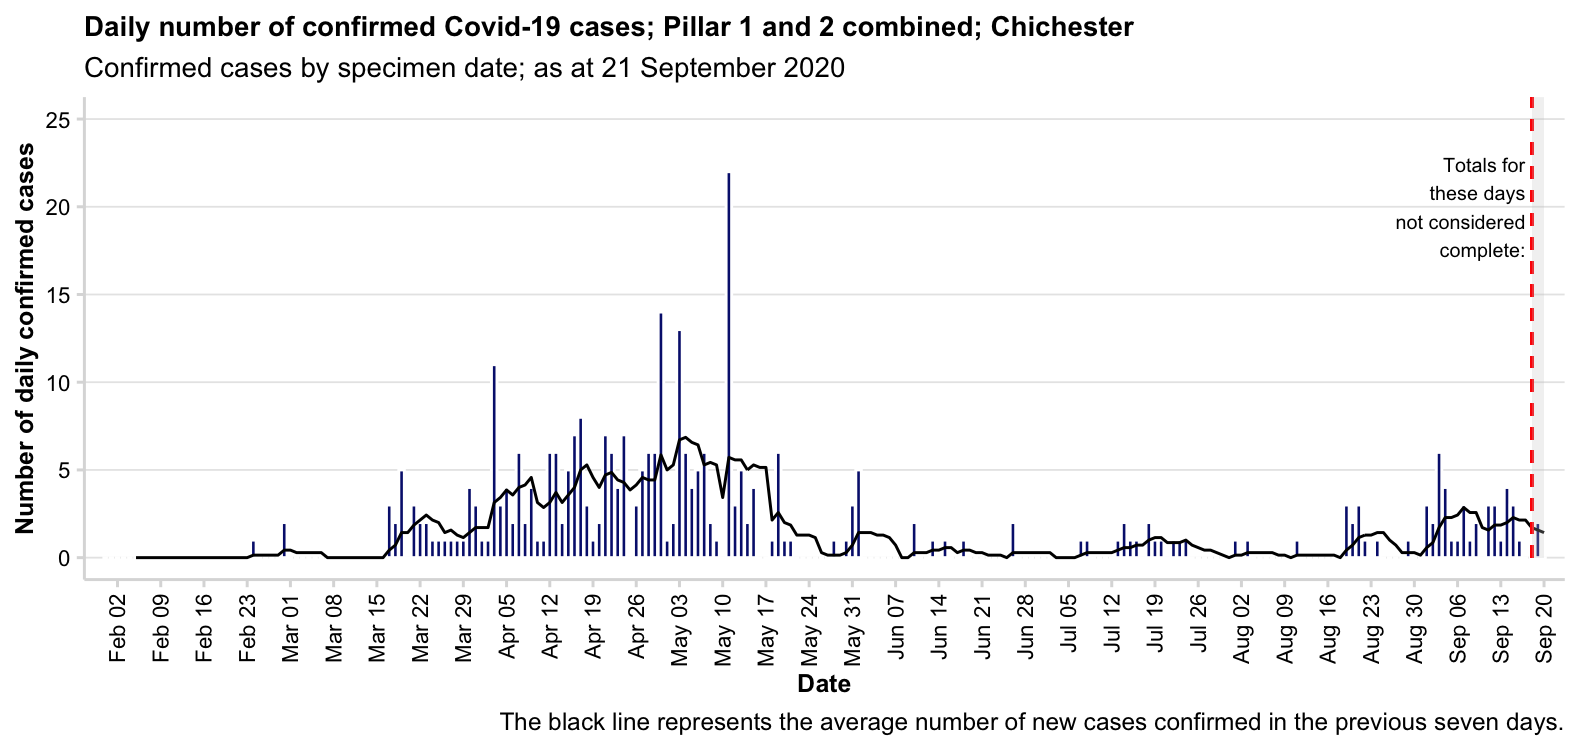 Daily number of confirmed Covid-19 cases; Pillar 1 and 2 combined; Chichester
Confirmed cases by specimen date; as at 21 September 2020
Number of daily confirmed cases
25
20
15
10
5
0
Totals for
these days
not considered
complete:
Feb 02
Feb 09
Feb 16
Feb 23
Mar 01
Mar 08
Mar 15
Mar 22
Mar 29
Apr 05
Apr 12
Apr 19
Apr 26
May 03
May 10
May 17
May 24
May 31
Jun 07
Jun 14
Jun 21
Jun 28
Jul 05
Jul 12
Jul 19
Jul 26
Aug 02
Aug 09
Aug 16
Aug 23
Aug 30
Sep 06
Sep 13
Sep 20
Date
The black line represents the average number of new cases confirmed in the previous seven days.